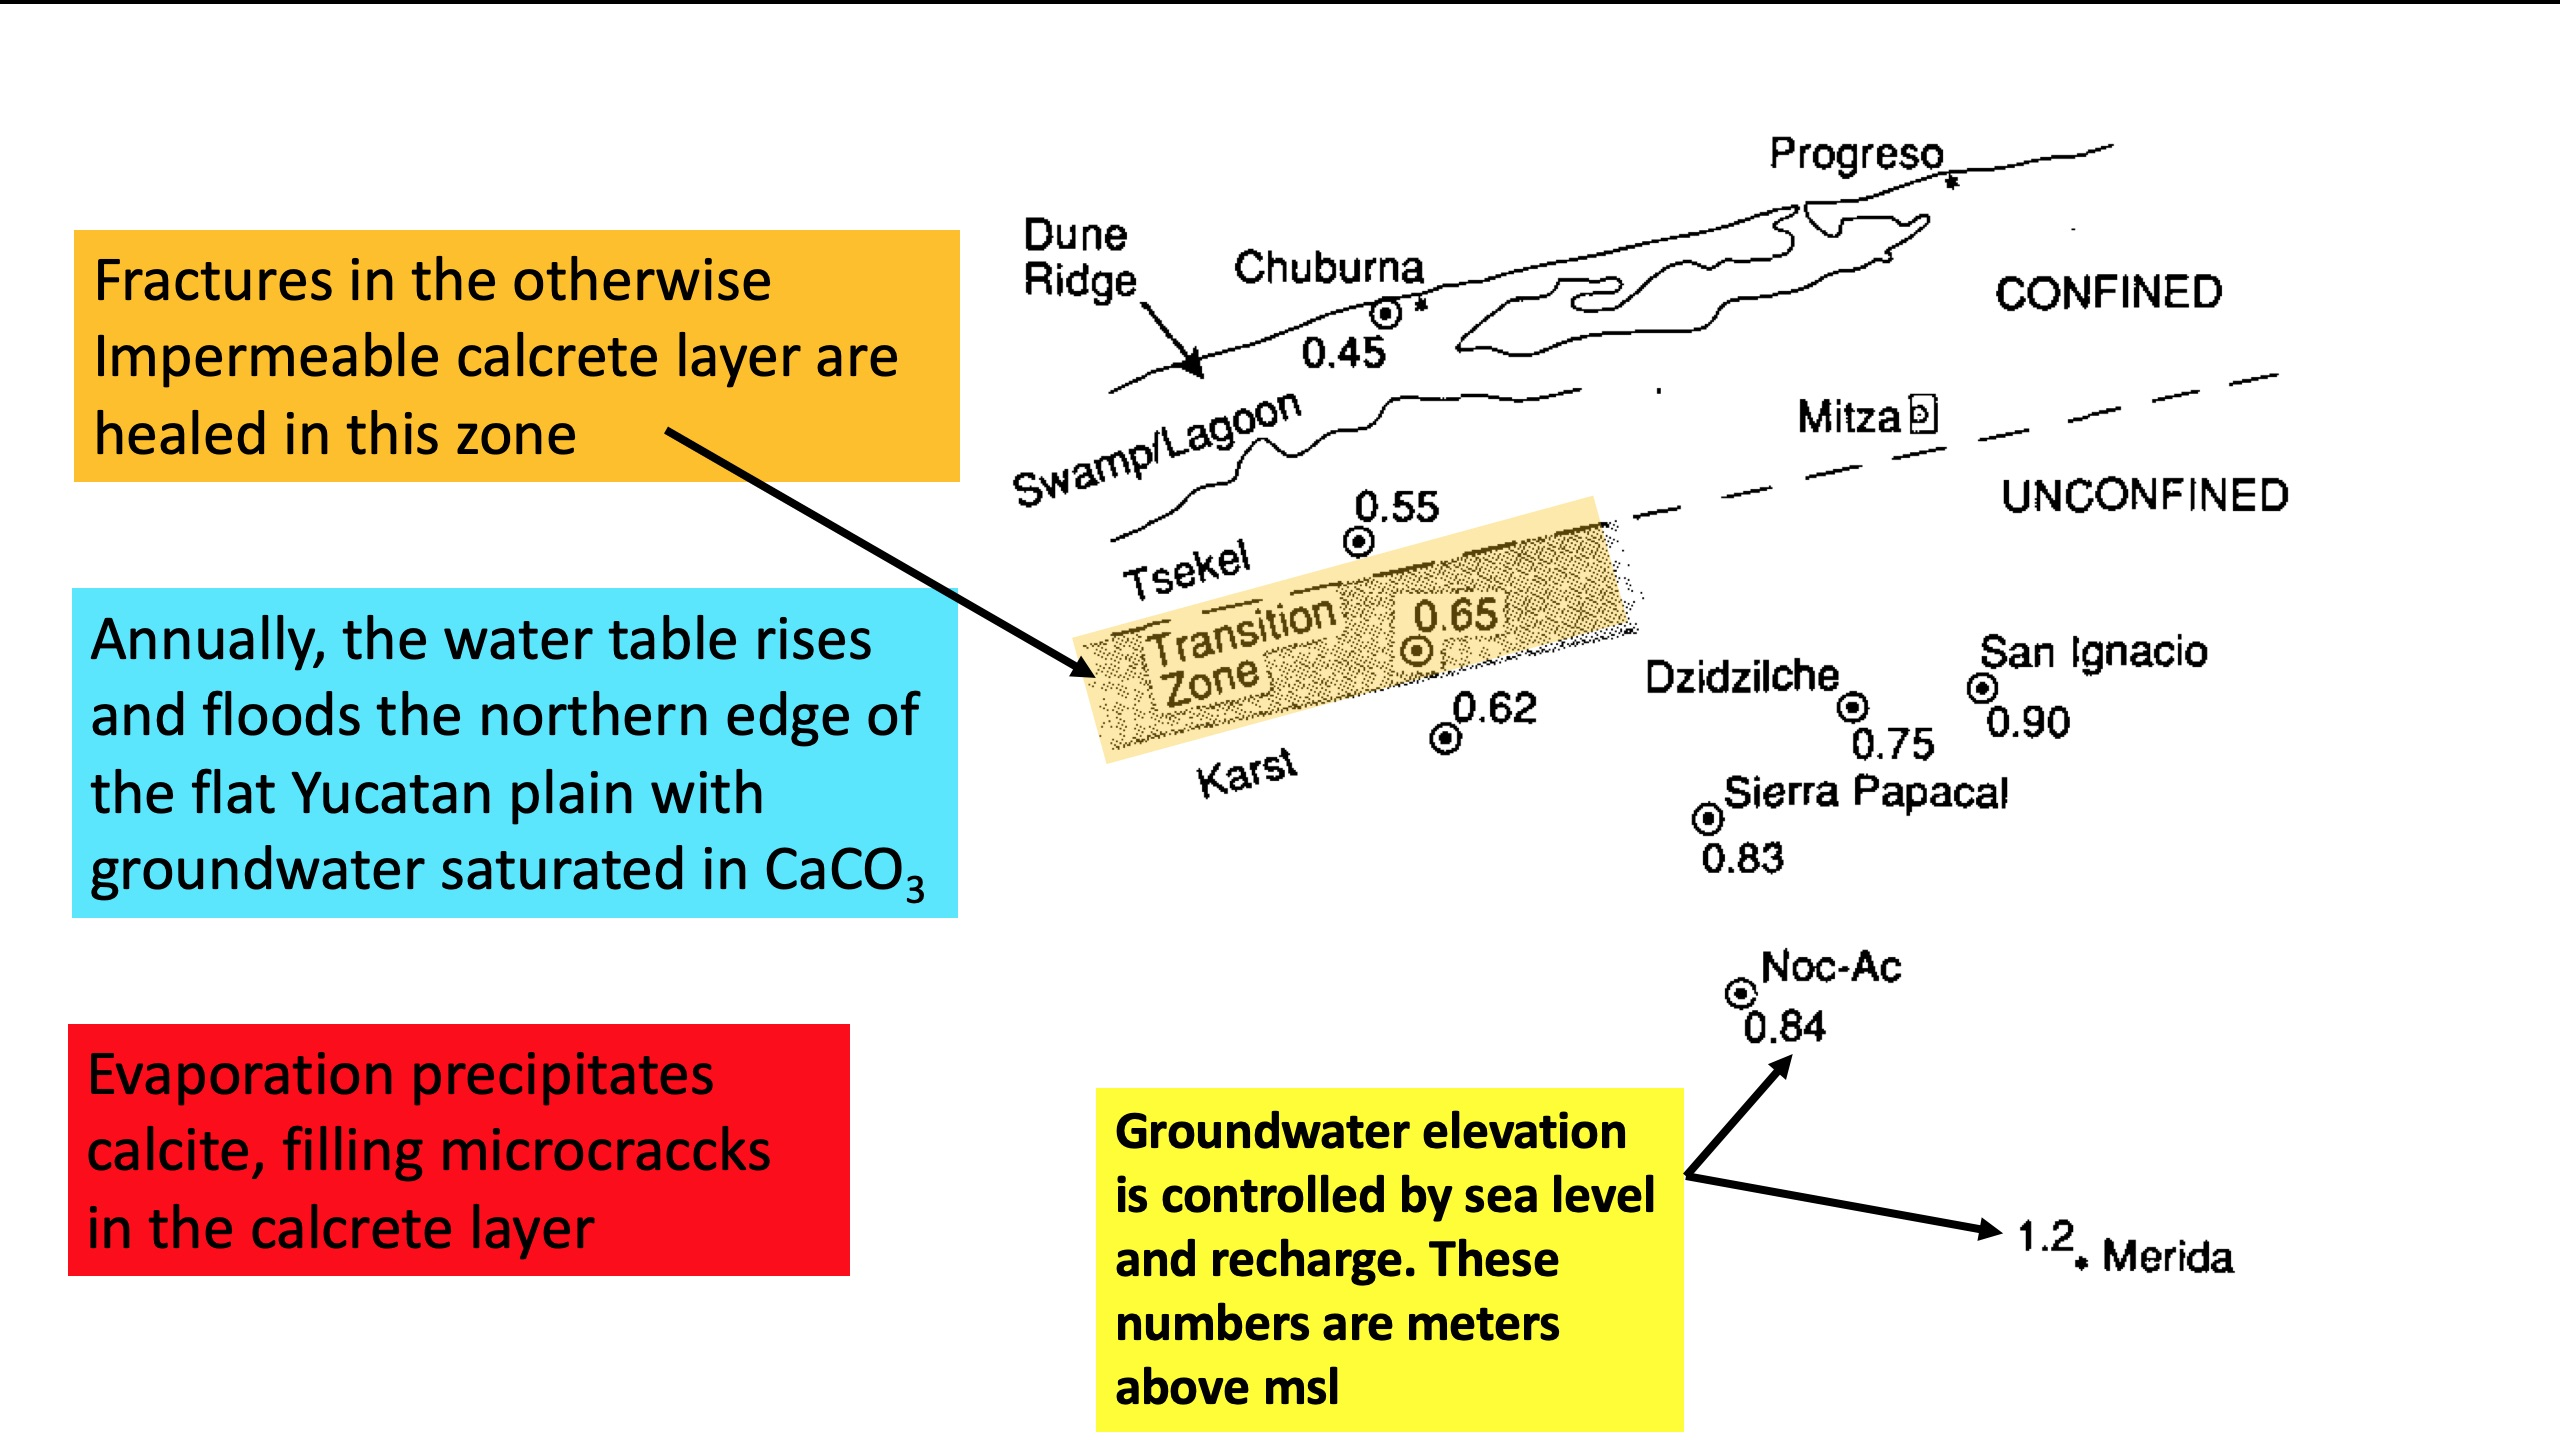 Fractures in the otherwise
Impermeable calcrete layer are
healed in this zone
Annually, the water table rises
and floods the northern edge of
the flat Yucatan plain with
groundwater saturated in CaCO₃
Evaporation precipitates
calcite, filling microcraccks
in the calcrete layer
Progreso
Dune
Ridge
Chuburna
0.45
CONFINED
Swamp/Lagoon
Mitza
UNCONFINED
0.55
Tsekel
Transition
Zone
0.65
0.62
Karst
Dzidzilche
0.75
San Ignacio
0.90
Sierra Papacal
0.83
Noc-Ac
0.84
Groundwater elevation
is controlled by sea level
and recharge. These
numbers are meters
above msl
1.2
Merida